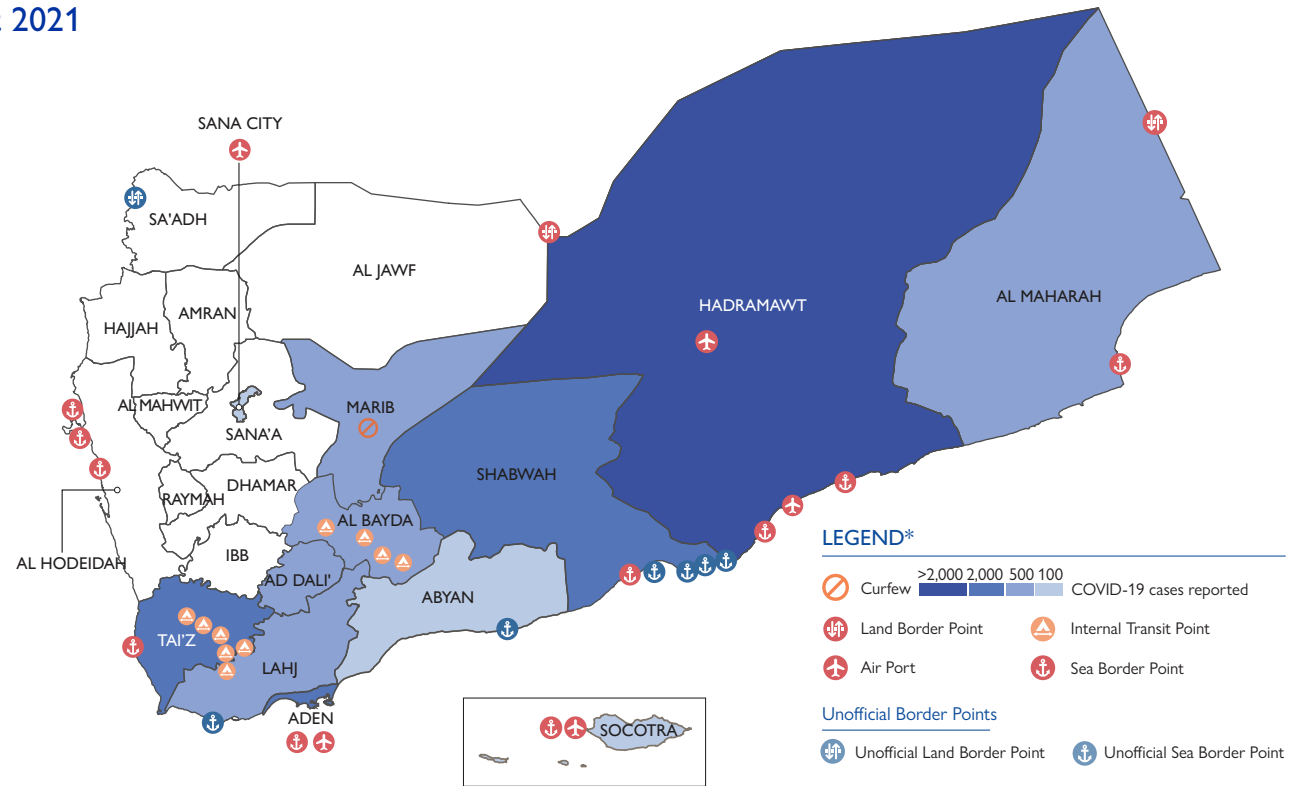 2021
SANA CITY
SA'ADH
AL JAWF
HADRAMAWT
AL MAHARAH
HAJJAH
AMRAN
AL MAHWIT
MARIB
SANA'A
SHABWAH
RAYMAH
DHAMAR
AL BAYDA
IBB
AL HODEIDAH
AD DALI'
ABYAN
TAI'Z
LAHJ
ADEN
SOCOTRA
LEGEND*
Curfew >2,000 2,000 500 100 COVID-19 cases reported
Land Border Point Internal Transit Point
Air Port Sea Border Point
Unofficial Border Points
Unofficial Land Border Point Unofficial Sea Border Point